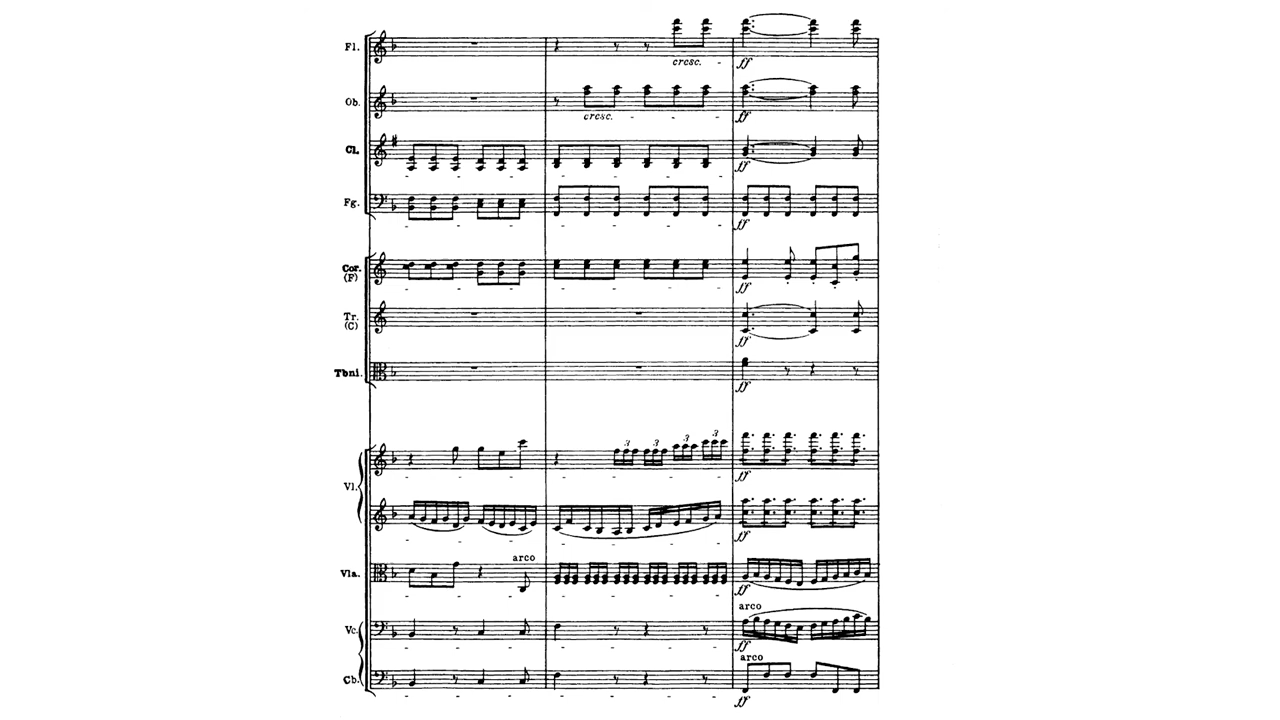 Fl.
cresc. -
ff
Ob.
cresc. - - - -
ff
Cl.
ff
Fg.
ff
Cor.
(F)
ff
Tr.
(C)
ff
Tbni.
ff
3 3 3 3
Vl.
ff
ff
arco
Vla.
ff
arco
Vc.
ff
arco
Cb.
ff